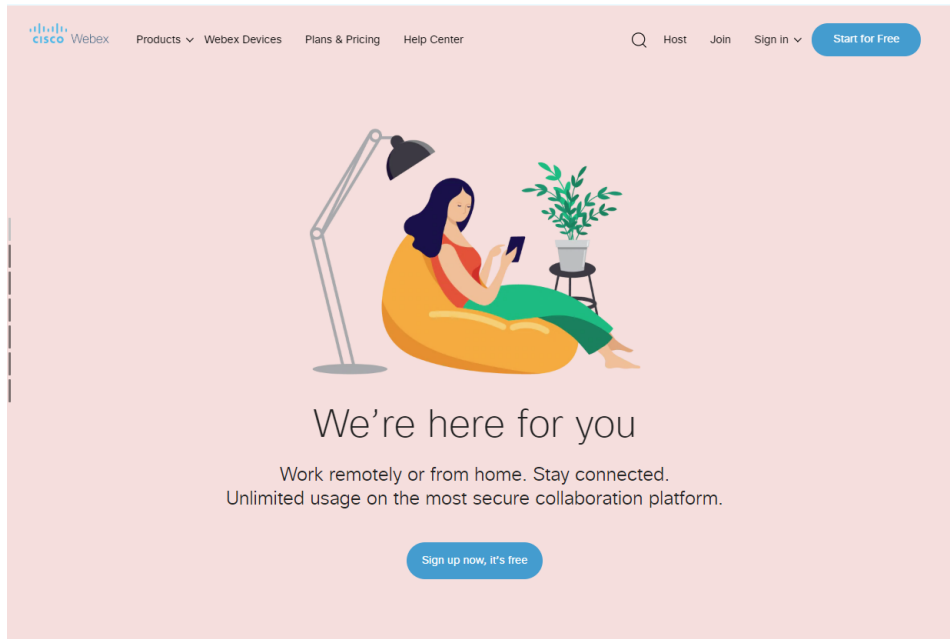 CISCO Webex Products Webex Devices Plans & Pricing Help Center Host Join Sign in Start for Free
We're here for you
Work remotely or from home. Stay connected.
Unlimited usage on the most secure collaboration platform.
Sign up now, it's free